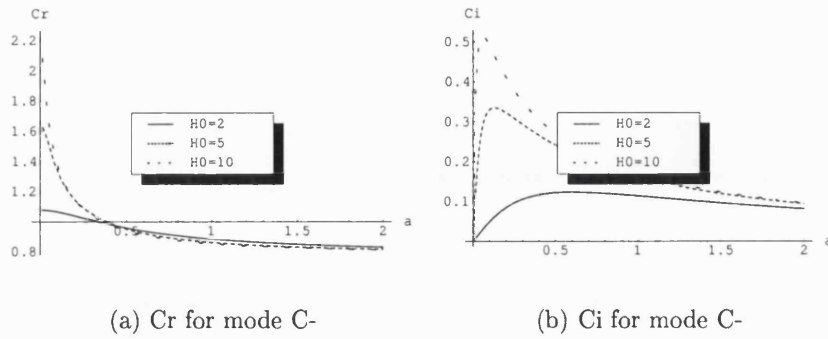 Cr
2.2
2
1.8
1.6
1.4
1.2
0.8
H0=2
H0=5
H0=10
0.5
1
1.5
2
a
Ci
0.5
0.4
0.3
0.2
0.1
H0=2
H0=5
H0=10
0.5
1
1.5
2
a
(a) Cr for mode C-
(b) Ci for mode C-